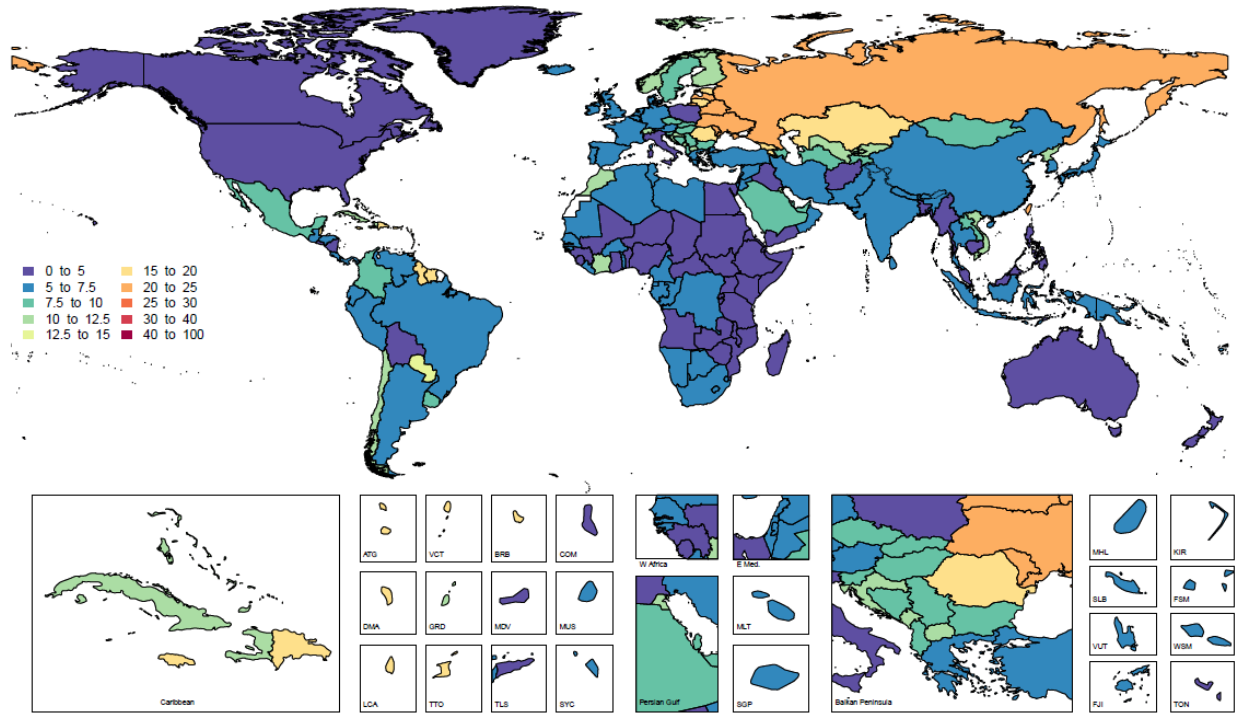 0 to 5
5 to 7.5
7.5 to 10
10 to 12.5
12.5 to 15
15 to 20
20 to 25
25 to 30
30 to 40
40 to 100
Caribbean
ATG
VCT
BRB
COM
DMA
GRD
MDV
MUS
LCA
TTO
TLS
SYC
W Africa
E Med.
Persian Gulf
MLT
SGP
Balkan Peninsula
MHL
KIR
SLB
FSM
VUT
WSM
FJI
TON